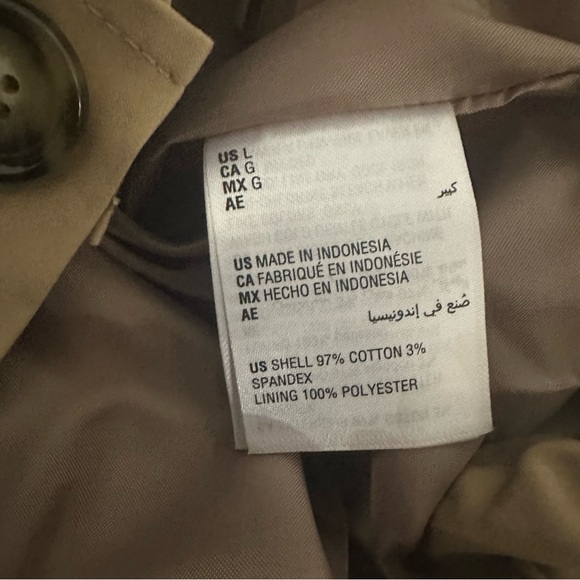 US L
CA G
MX G
AE كبير
US MADE IN INDONESIA
CA FABRIQUÉ EN INDONÉSIE
MX HECHO EN INDONESIA
AE صُنع في إندونيسيا
US SHELL 97% COTTON 3%
SPANDEX
LINING 100% POLYESTER